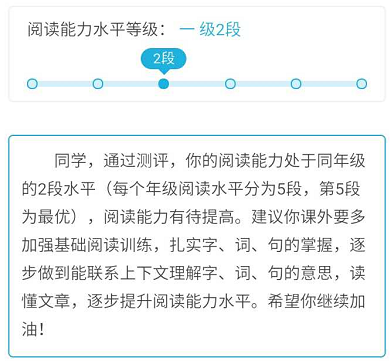 阅读能力水平等级：一级2段
2段
同学，通过测评，你的阅读能力处于同年级
的2段水平（每个年级阅读水平分为5段，第5段
为最优），阅读能力有待提高。建议你课外要多
加强基础阅读训练，扎实字、词、句的掌握，逐
步做到能联系上下文理解字、词、句的意思，读
懂文章，逐步提升阅读能力水平。希望你继续加
油！